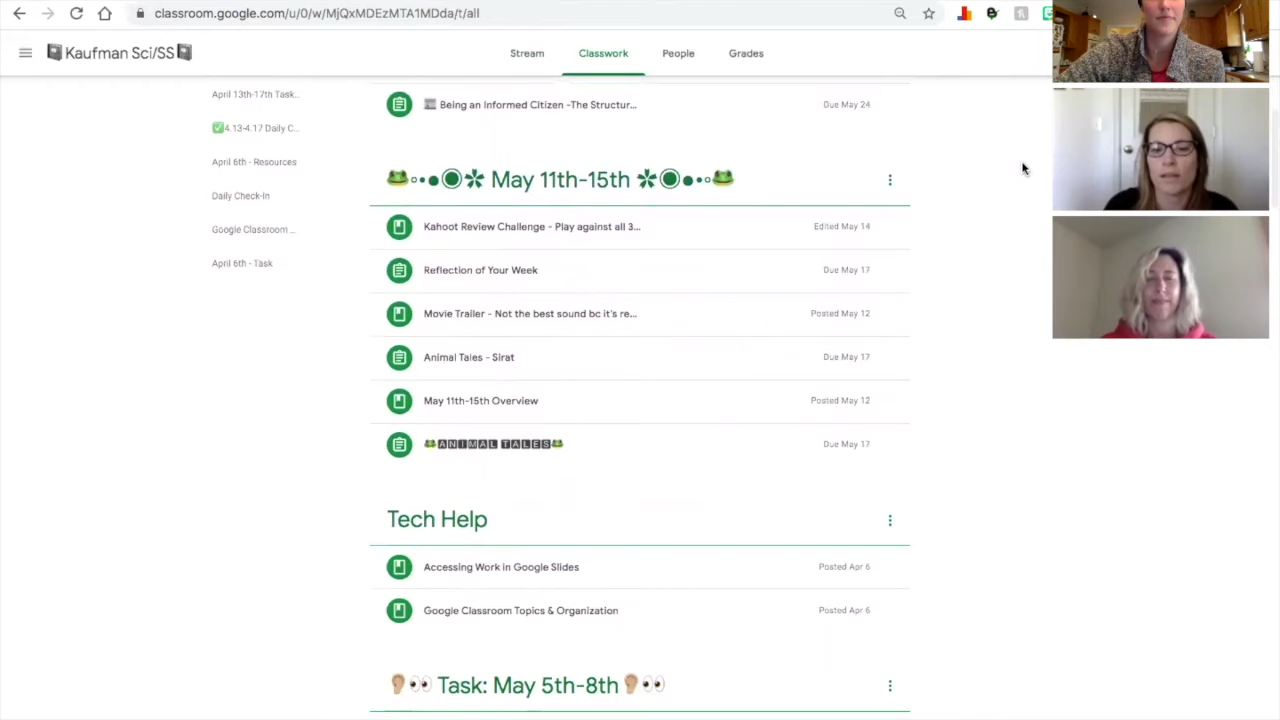 classroom.google.com/u/0/w/MjQxMDEzMTA1MDda/t/all
Kaufman Sci/SS
Stream
Classwork
People
Grades
April 13th-17th Task...
✅4.13-4.17 Daily C...
April 6th - Resources
Daily Check-In
Google Classroom ...
April 6th - Task
Being an Informed Citizen -The Structur...
Due May 24
🐸○•●◉✲ May 11th-15th ✲◉●•○🐸
Kahoot Review Challenge - Play against all 3...
Edited May 14
Reflection of Your Week
Due May 17
Movie Trailer - Not the best sound bc it's re...
Posted May 12
Animal Tales - Sirat
Due May 17
May 11th-15th Overview
Posted May 12
🐸🅰🅽🅸🅼🅰🅻 🆃🅰🅻🅴🆂🐸
Due May 17
Tech Help
Accessing Work in Google Slides
Posted Apr 6
Google Classroom Topics & Organization
Posted Apr 6
👂👀 Task: May 5th-8th 👂👀